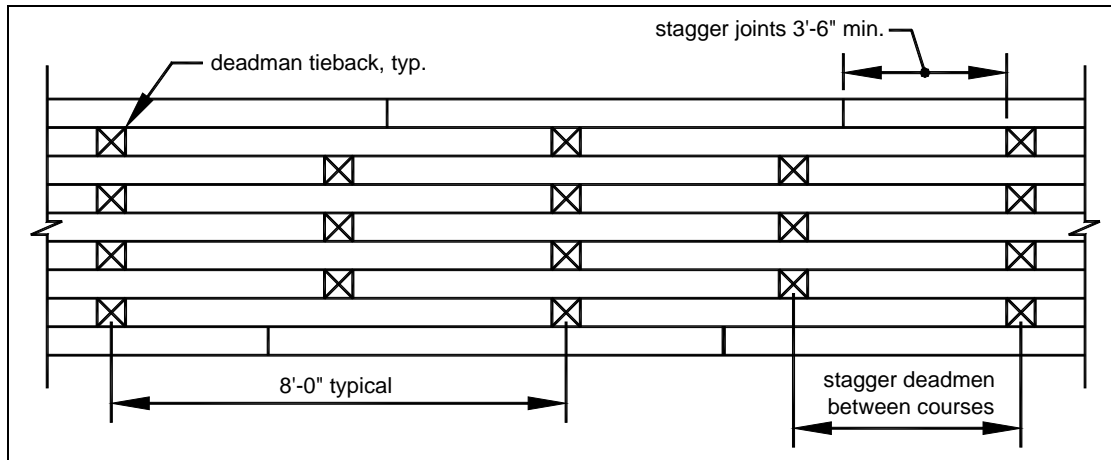 stagger joints 3'-6" min.
deadman tieback, typ.
8'-0" typical
stagger deadmen
between courses